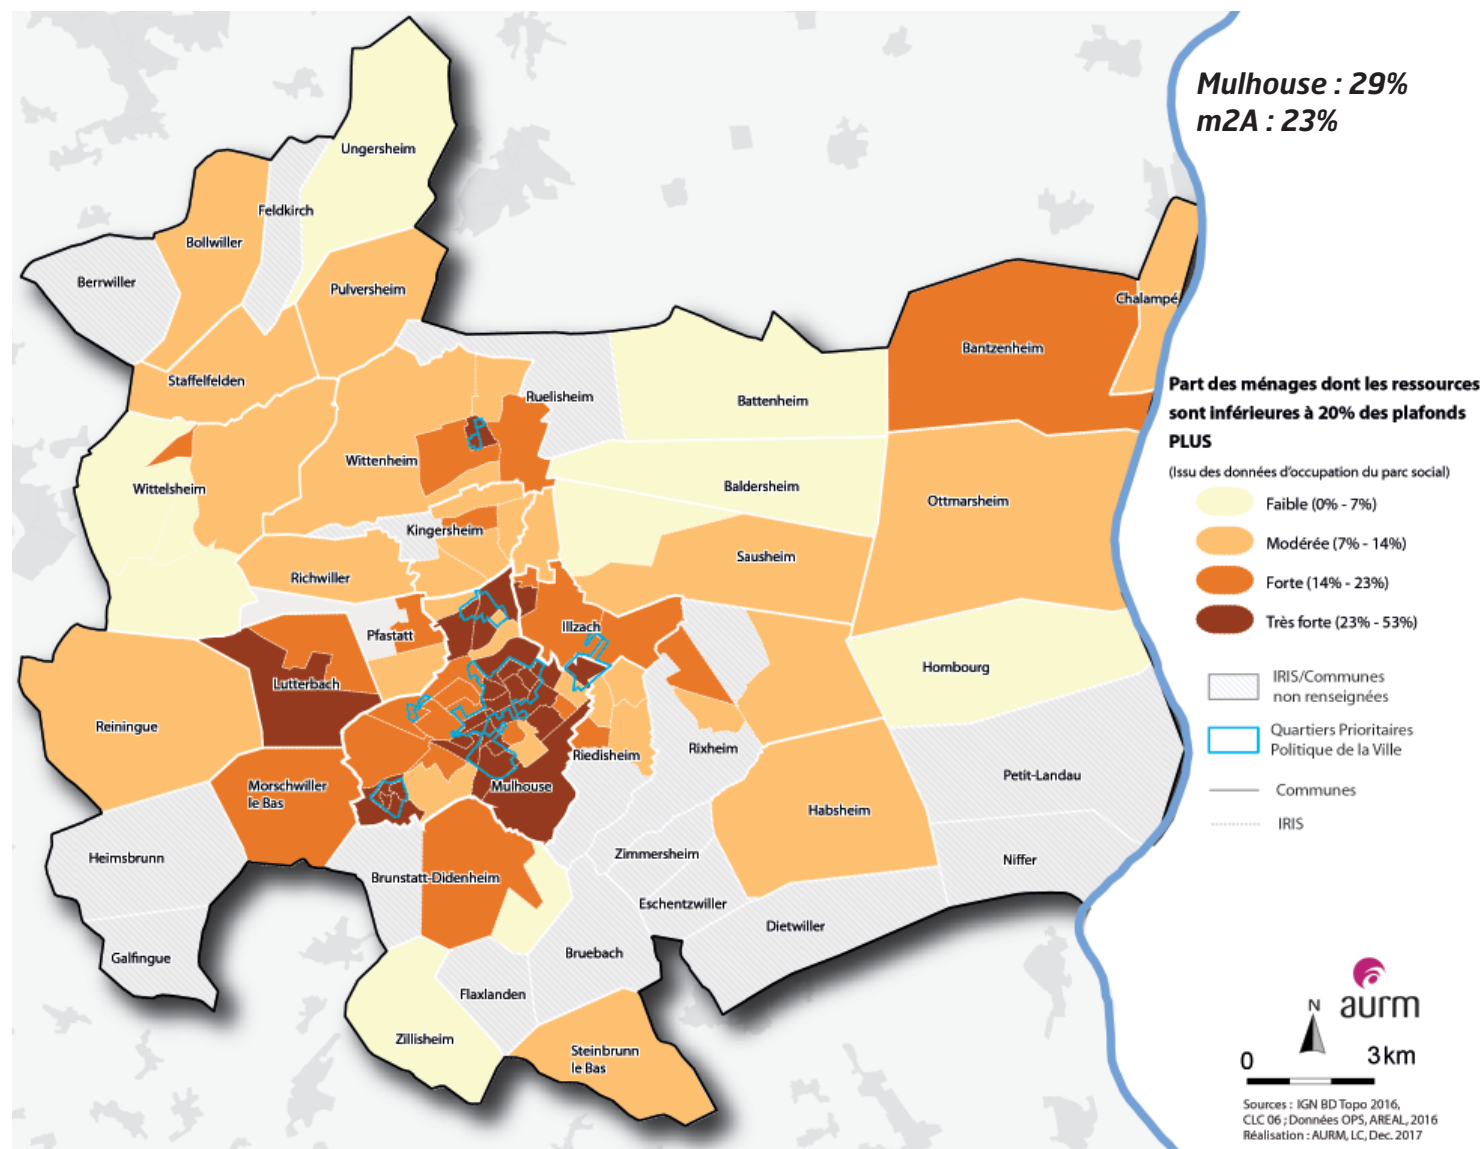 Mulhouse : 29%
m2A : 23%
Ungersheim
Feldkirch
Bollwiller
Berrwiller
Pulversheim
Chalampé
Bantzenheim
Staffelfelden
Ruelisheim
Battenheim
Wittenheim
Wittelsheim
Baldersheim
Ottmarsheim
Kingersheim
Sausheim
Richwiller
Illzach
Pfastatt
Hombourg
Lutterbach
Reiningue
Rixheim
Riedisheim
Petit-Landau
Morschwiller
le Bas
Mulhouse
Habsheim
Heimsbrunn
Zimmersheim
Niffer
Brunstatt-Didenheim
Eschentzwiller
Dietwiller
Galfingue
Bruebach
Flaxlanden
Zillisheim
Steinbrunn
le Bas
Part des ménages dont les ressources
sont inférieures à 20% des plafonds
PLUS
(Issu des données d'occupation du parc social)
Faible (0% - 7%)
Modérée (7% - 14%)
Forte (14% - 23%)
Très forte (23% - 53%)
IRIS/Communes
non renseignées
Quartiers Prioritaires
Politique de la Ville
Communes
IRIS
aurm
N
0 3 km
Sources : IGN BD Topo 2016,
CLC 06 ; Données OPS, AREAL, 2016
Réalisation : AURM, LC, Dec. 2017